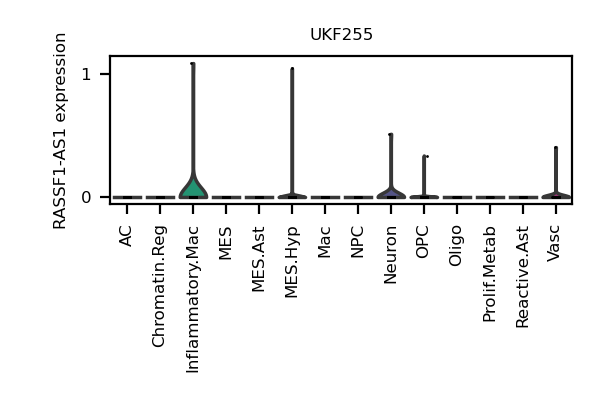 UKF255
RASSF1-AS1 expression
1
0
AC
Chromatin.Reg
Inflammatory.Mac
MES
MES.Ast
MES.Hyp
Mac
NPC
Neuron
OPC
Oligo
Prolif.Metab
Reactive.Ast
Vasc